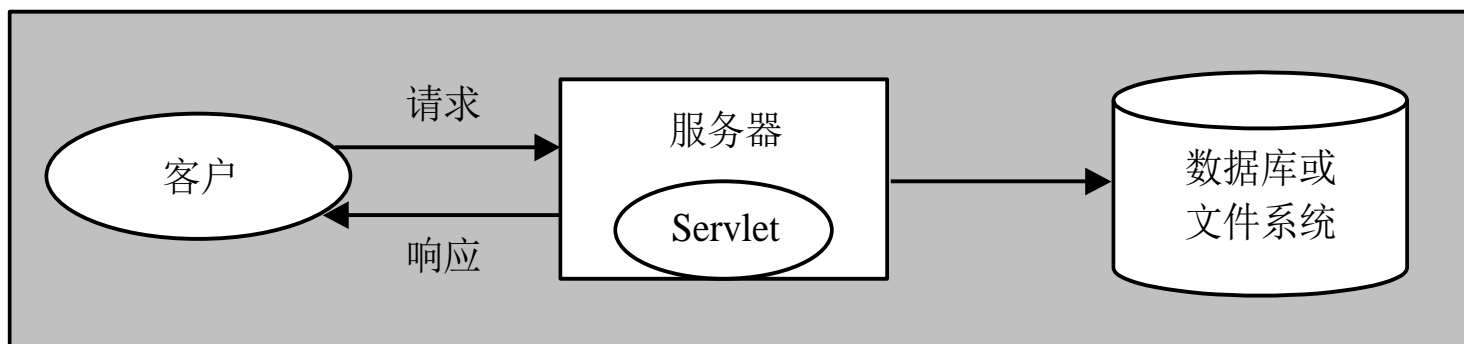 请求
客户
响应
服务器
Servlet
数据库或
文件系统